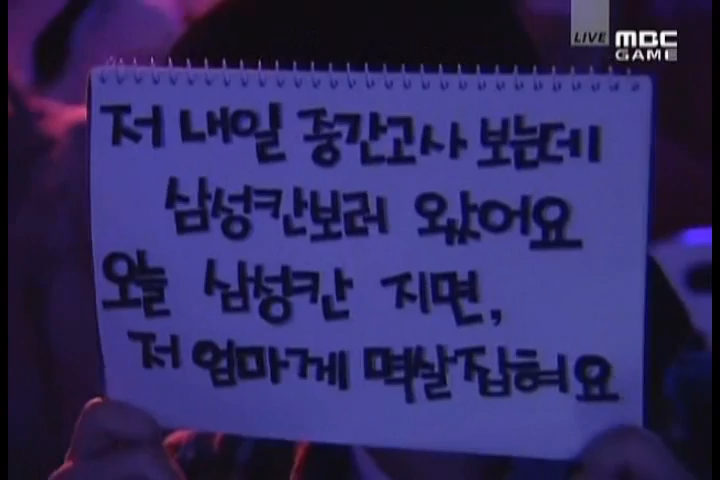 LIVE MBC
GAME
저 내일 중간고사 보는데
삼성칸보러 왔어요
오늘 삼성칸 지면,
저 엄마게 멱살잡혀요